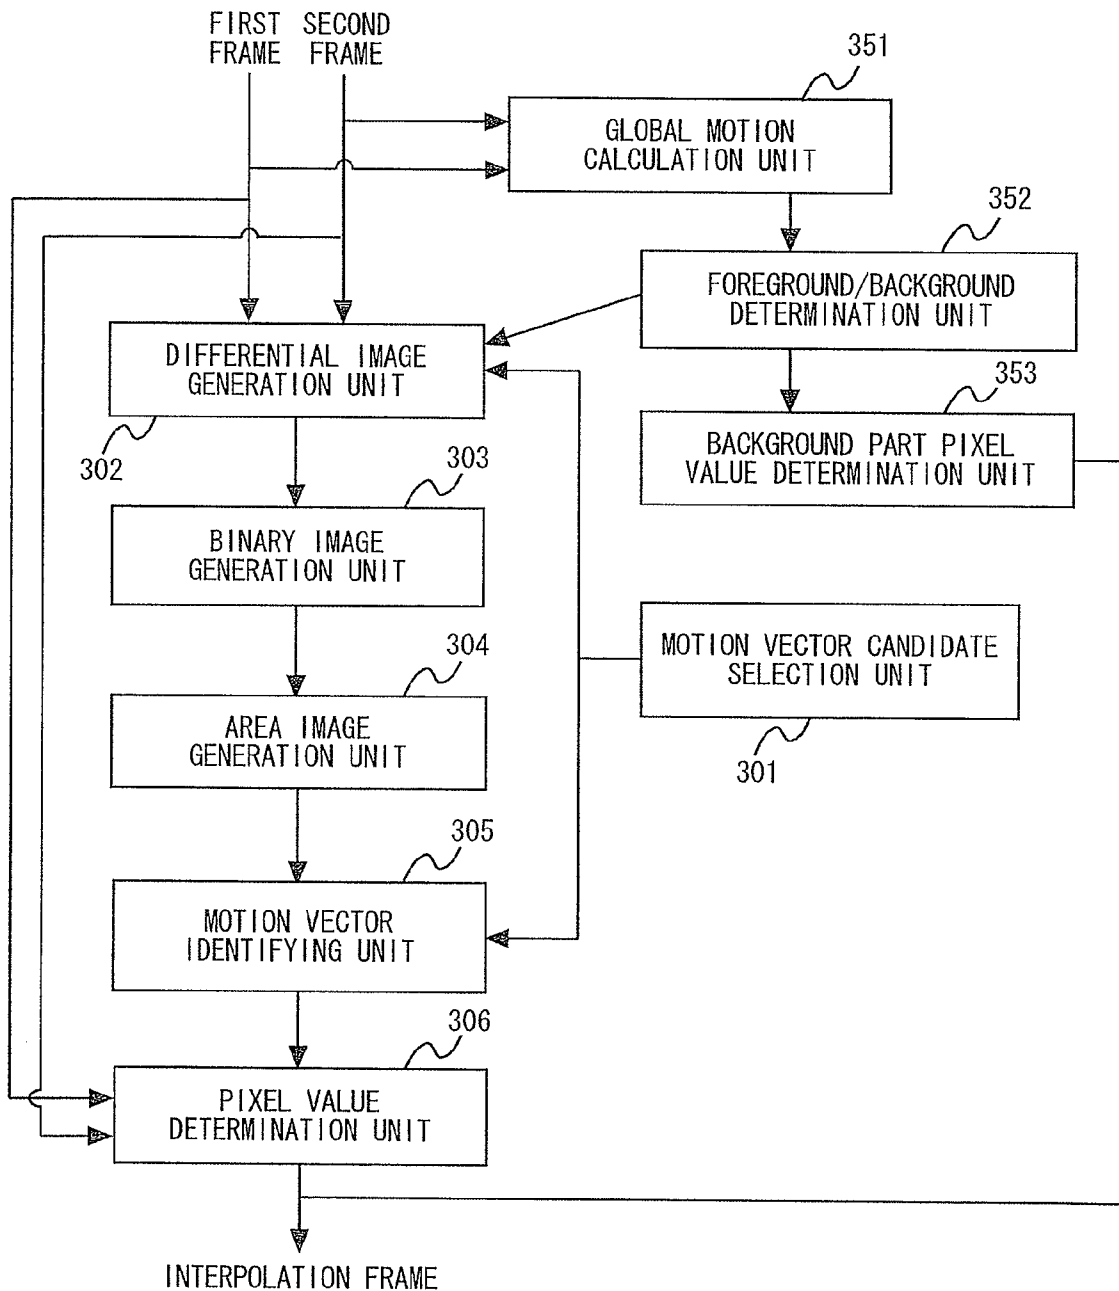 FIRST SECOND
FRAME FRAME
351
GLOBAL MOTION
CALCULATION UNIT
352
FOREGROUND/BACKGROUND
DETERMINATION UNIT
DIFFERENTIAL IMAGE
GENERATION UNIT
302
353
BACKGROUND PART PIXEL
VALUE DETERMINATION UNIT
303
BINARY IMAGE
GENERATION UNIT
MOTION VECTOR CANDIDATE
SELECTION UNIT
301
304
AREA IMAGE
GENERATION UNIT
305
MOTION VECTOR
IDENTIFYING UNIT
306
PIXEL VALUE
DETERMINATION UNIT
INTERPOLATION FRAME